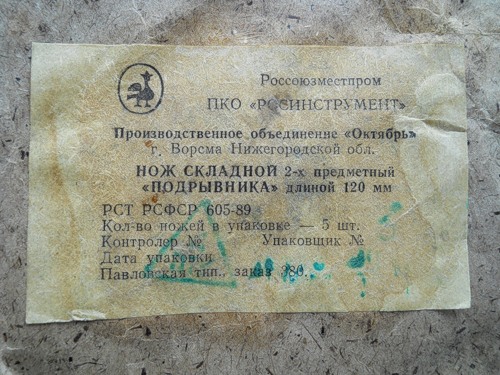 Россоюзместпром
ПКО «РОСИНСТРУМЕНТ»
Производственное объединение «Октябрь»
г. Ворсма Нижегородской обл.
НОЖ СКЛАДНОЙ 2-х предметный
«ПОДРЫВНИКА» длиной 120 мм
РСТ РСФСР 605-89
Кол-во ножей в упаковке — 5 шт.
Контролер № Упаковщик №
Дата упаковки
Павловская тип., заказ 980.